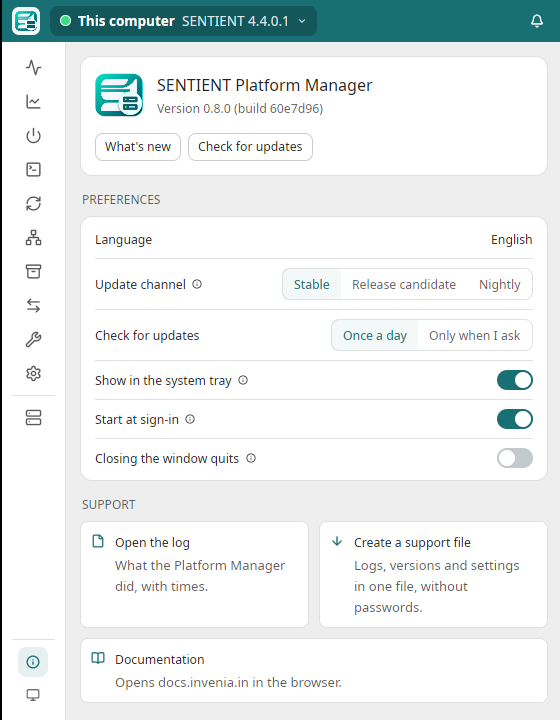 This computer SENTIENT 4.4.0.1
SENTIENT Platform Manager
Version 0.8.0 (build 60e7d96)
What's new
Check for updates
PREFERENCES
Language English
Update channel Stable Release candidate Nightly
Check for updates Once a day Only when I ask
Show in the system tray
Start at sign-in
Closing the window quits
SUPPORT
Open the log
What the Platform Manager
did, with times.
Create a support file
Logs, versions and settings
in one file, without
passwords.
Documentation
Opens docs.invenia.in in the browser.